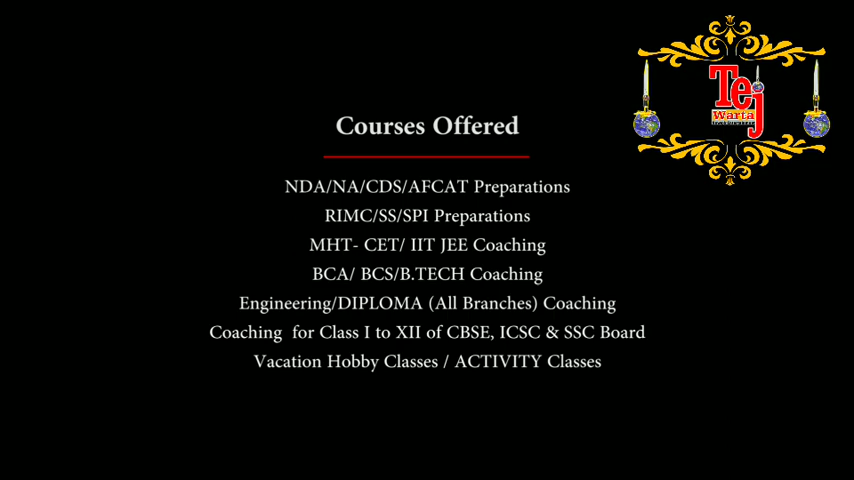 Tej
Warta
Courses Offered
NDA/NA/CDS/AFCAT Preparations
RIMC/SS/SPI Preparations
MHT- CET/ IIT JEE Coaching
BCA/ BCS/B.TECH Coaching
Engineering/DIPLOMA (All Branches) Coaching
Coaching for Class I to XII of CBSE, ICSC & SSC Board
Vacation Hobby Classes / ACTIVITY Classes